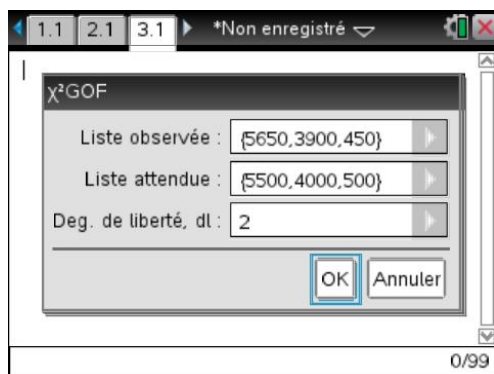 1.1 2.1 3.1 *Non enregistré
χ²GOF
Liste observée : {5650,3900,450}
Liste attendue : {5500,4000,500}
Deg. de liberté, dl : 2
OK Annuler
0/99